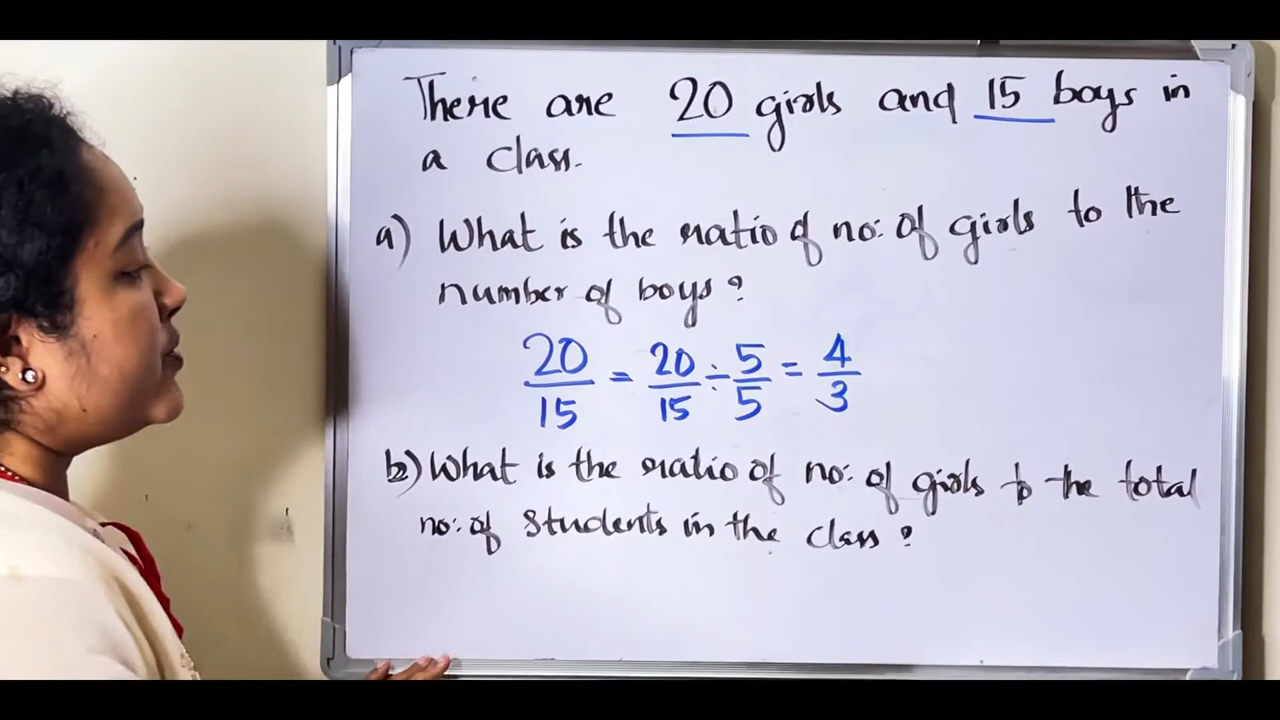 There are 20 girls and 15 boys in
a class.
a) What is the ratio of no: of girls to the
number of boys?
20/15 = 20/15 ÷ 5/5 = 4/3
b) What is the ratio of no: of girls to the total
no: of students in the class?